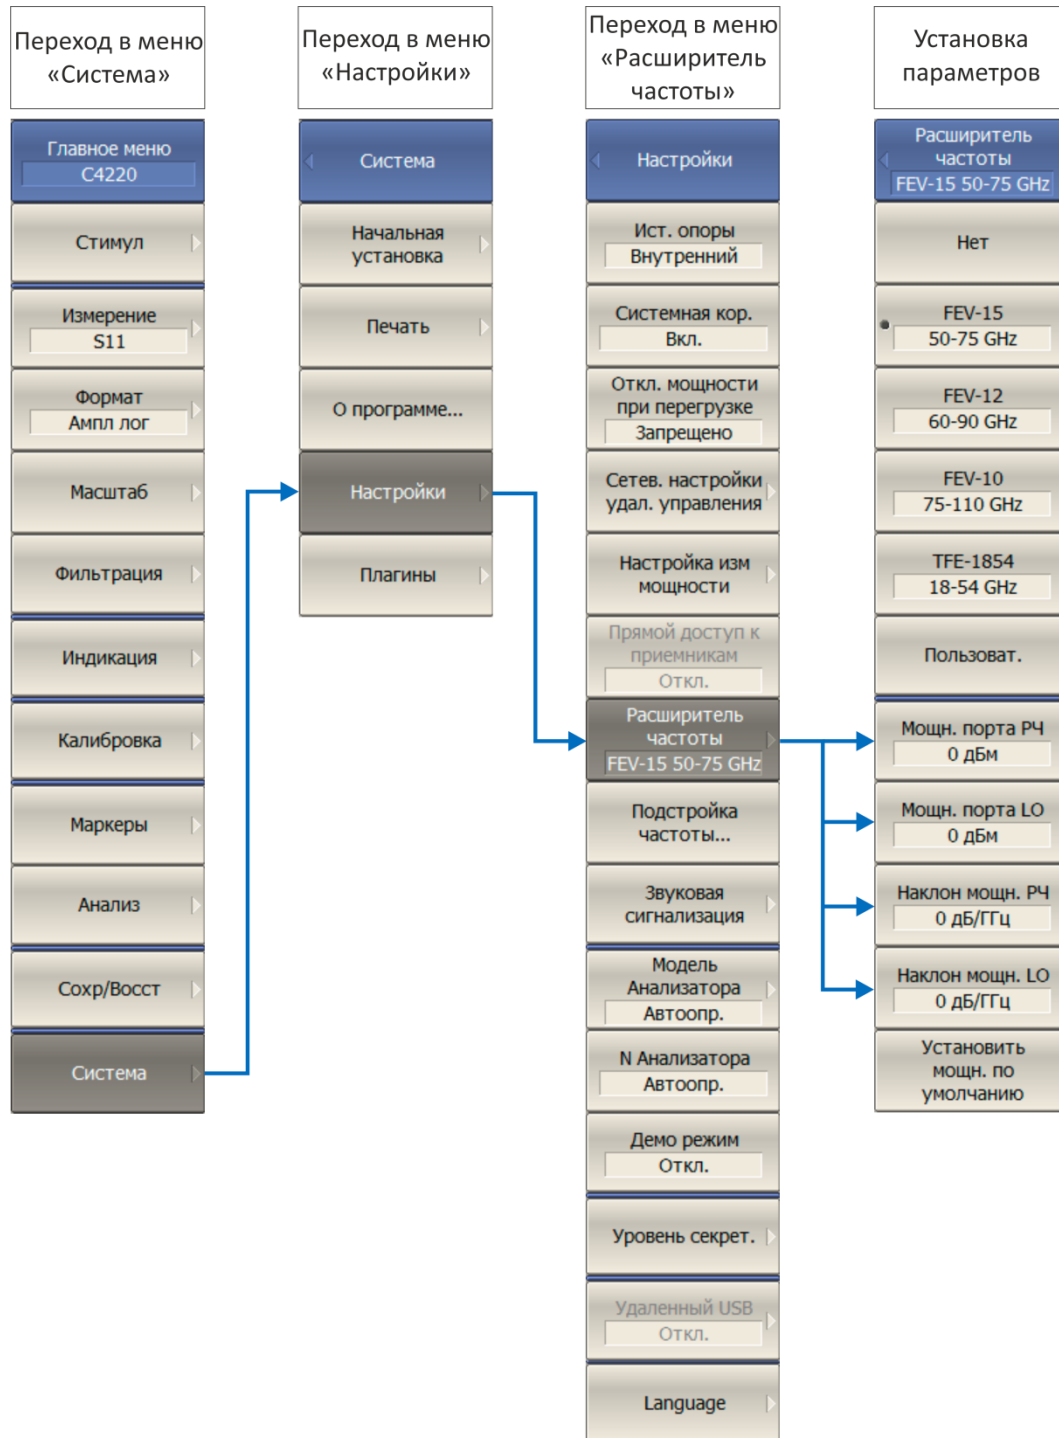 Переход в меню
«Система»
Главное меню
C4220
Стимул
Измерение
S11
Формат
Ампл лог
Масштаб
Фильтрация
Индикация
Калибровка
Маркеры
Анализ
Сохр/Восст
Система
Переход в меню
«Настройки»
Система
Начальная
установка
Печать
О программе...
Настройки
Плагины
Переход в меню
«Расширитель
частоты»
Настройки
Ист. опоры
Внутренний
Системная кор.
Вкл.
Откл. мощности
при перегрузке
Запрещено
Сетев. настройки
удал. управления
Настройка изм
мощности
Прямой доступ к
приемникам
Откл.
Расширитель
частоты
FEV-15 50-75 GHz
Подстройка
частоты...
Звуковая
сигнализация
Модель
Анализатора
Автоопр.
N Анализатора
Автоопр.
Демо режим
Откл.
Уровень секрет.
Удаленный USB
Откл.
Language
Установка
параметров
Расширитель
частоты
FEV-15 50-75 GHz
Нет
FEV-15
50-75 GHz
FEV-12
60-90 GHz
FEV-10
75-110 GHz
TFE-1854
18-54 GHz
Пользоват.
Мощн. порта РЧ
0 дБм
Мощн. порта LO
0 дБм
Наклон мощн. РЧ
0 дБ/ГГц
Наклон мощн. LO
0 дБ/ГГц
Установить
мощн. по
умолчанию